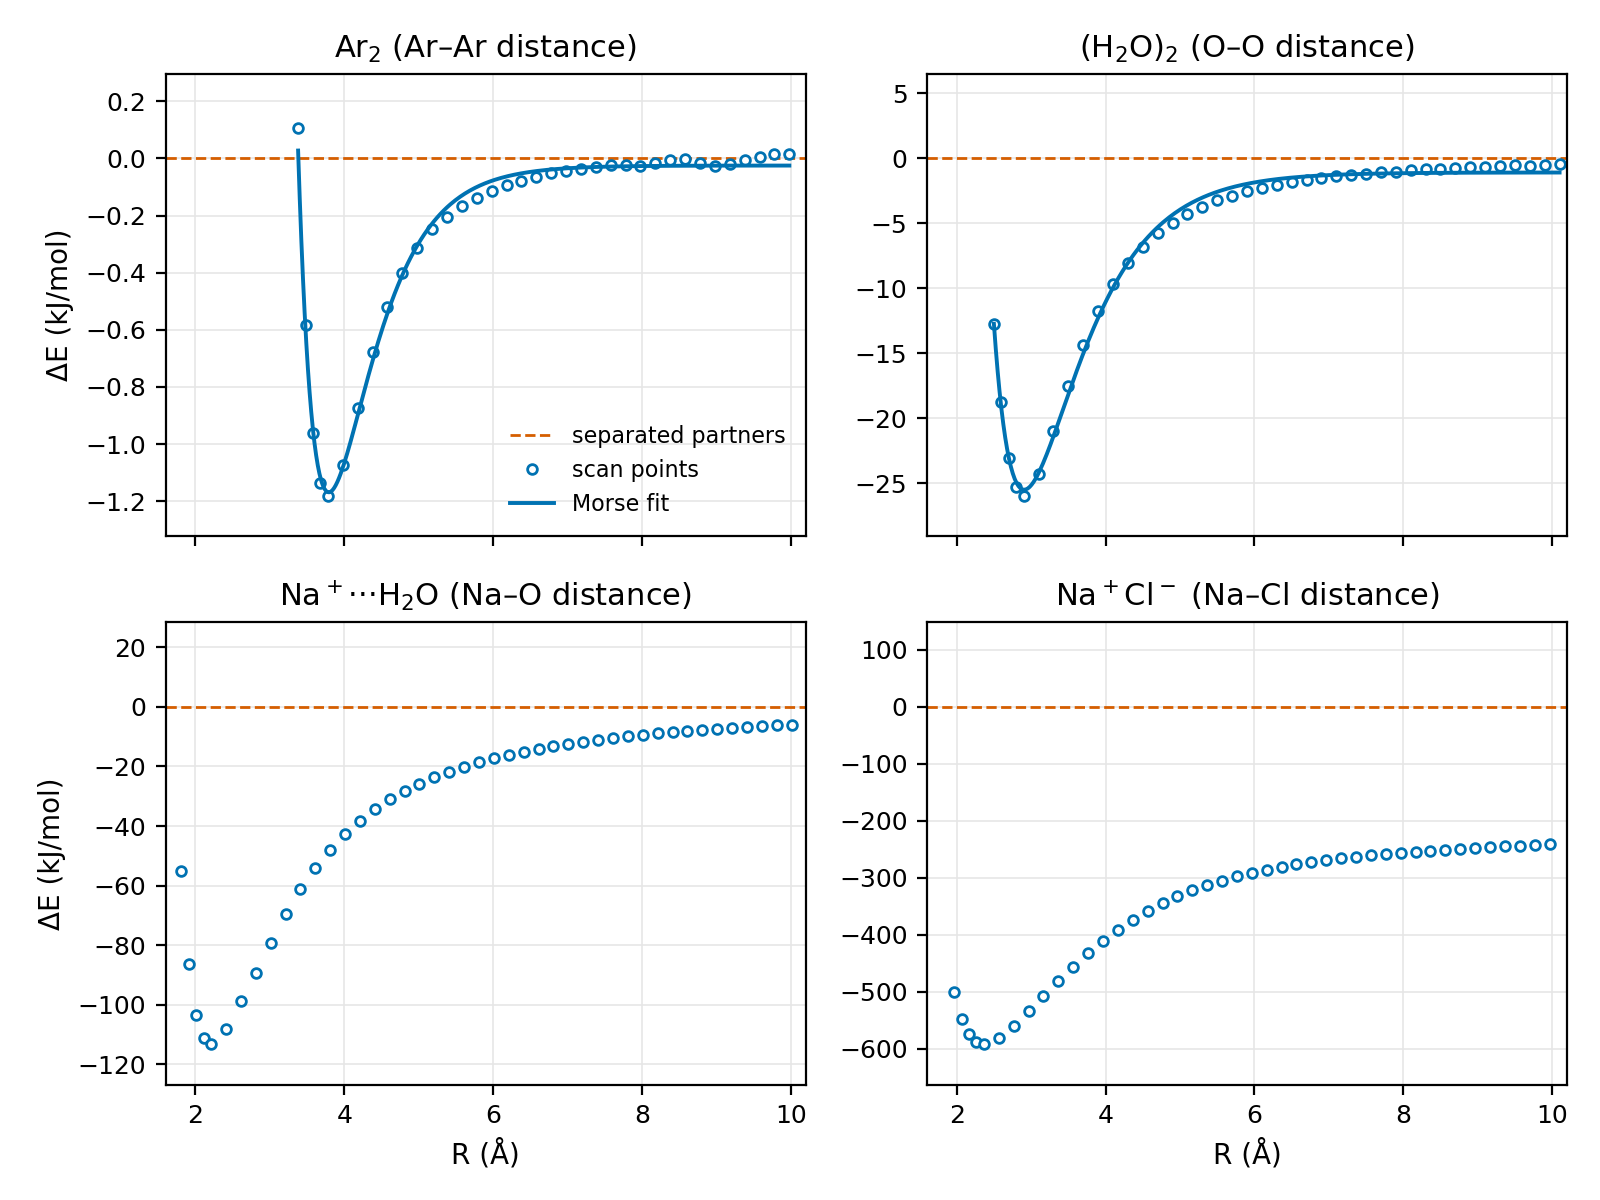 Ar₂ (Ar–Ar distance)
0.2
0.0
−0.2
−0.4
−0.6
−0.8
−1.0
−1.2
ΔE (kJ/mol)
separated partners
scan points
Morse fit
(H₂O)₂ (O–O distance)
5
0
−5
−10
−15
−20
−25
Na⁺···H₂O (Na–O distance)
20
0
−20
−40
−60
−80
−100
−120
ΔE (kJ/mol)
2 4 6 8 10
R (Å)
Na⁺Cl⁻ (Na–Cl distance)
100
0
−100
−200
−300
−400
−500
−600
2 4 6 8 10
R (Å)